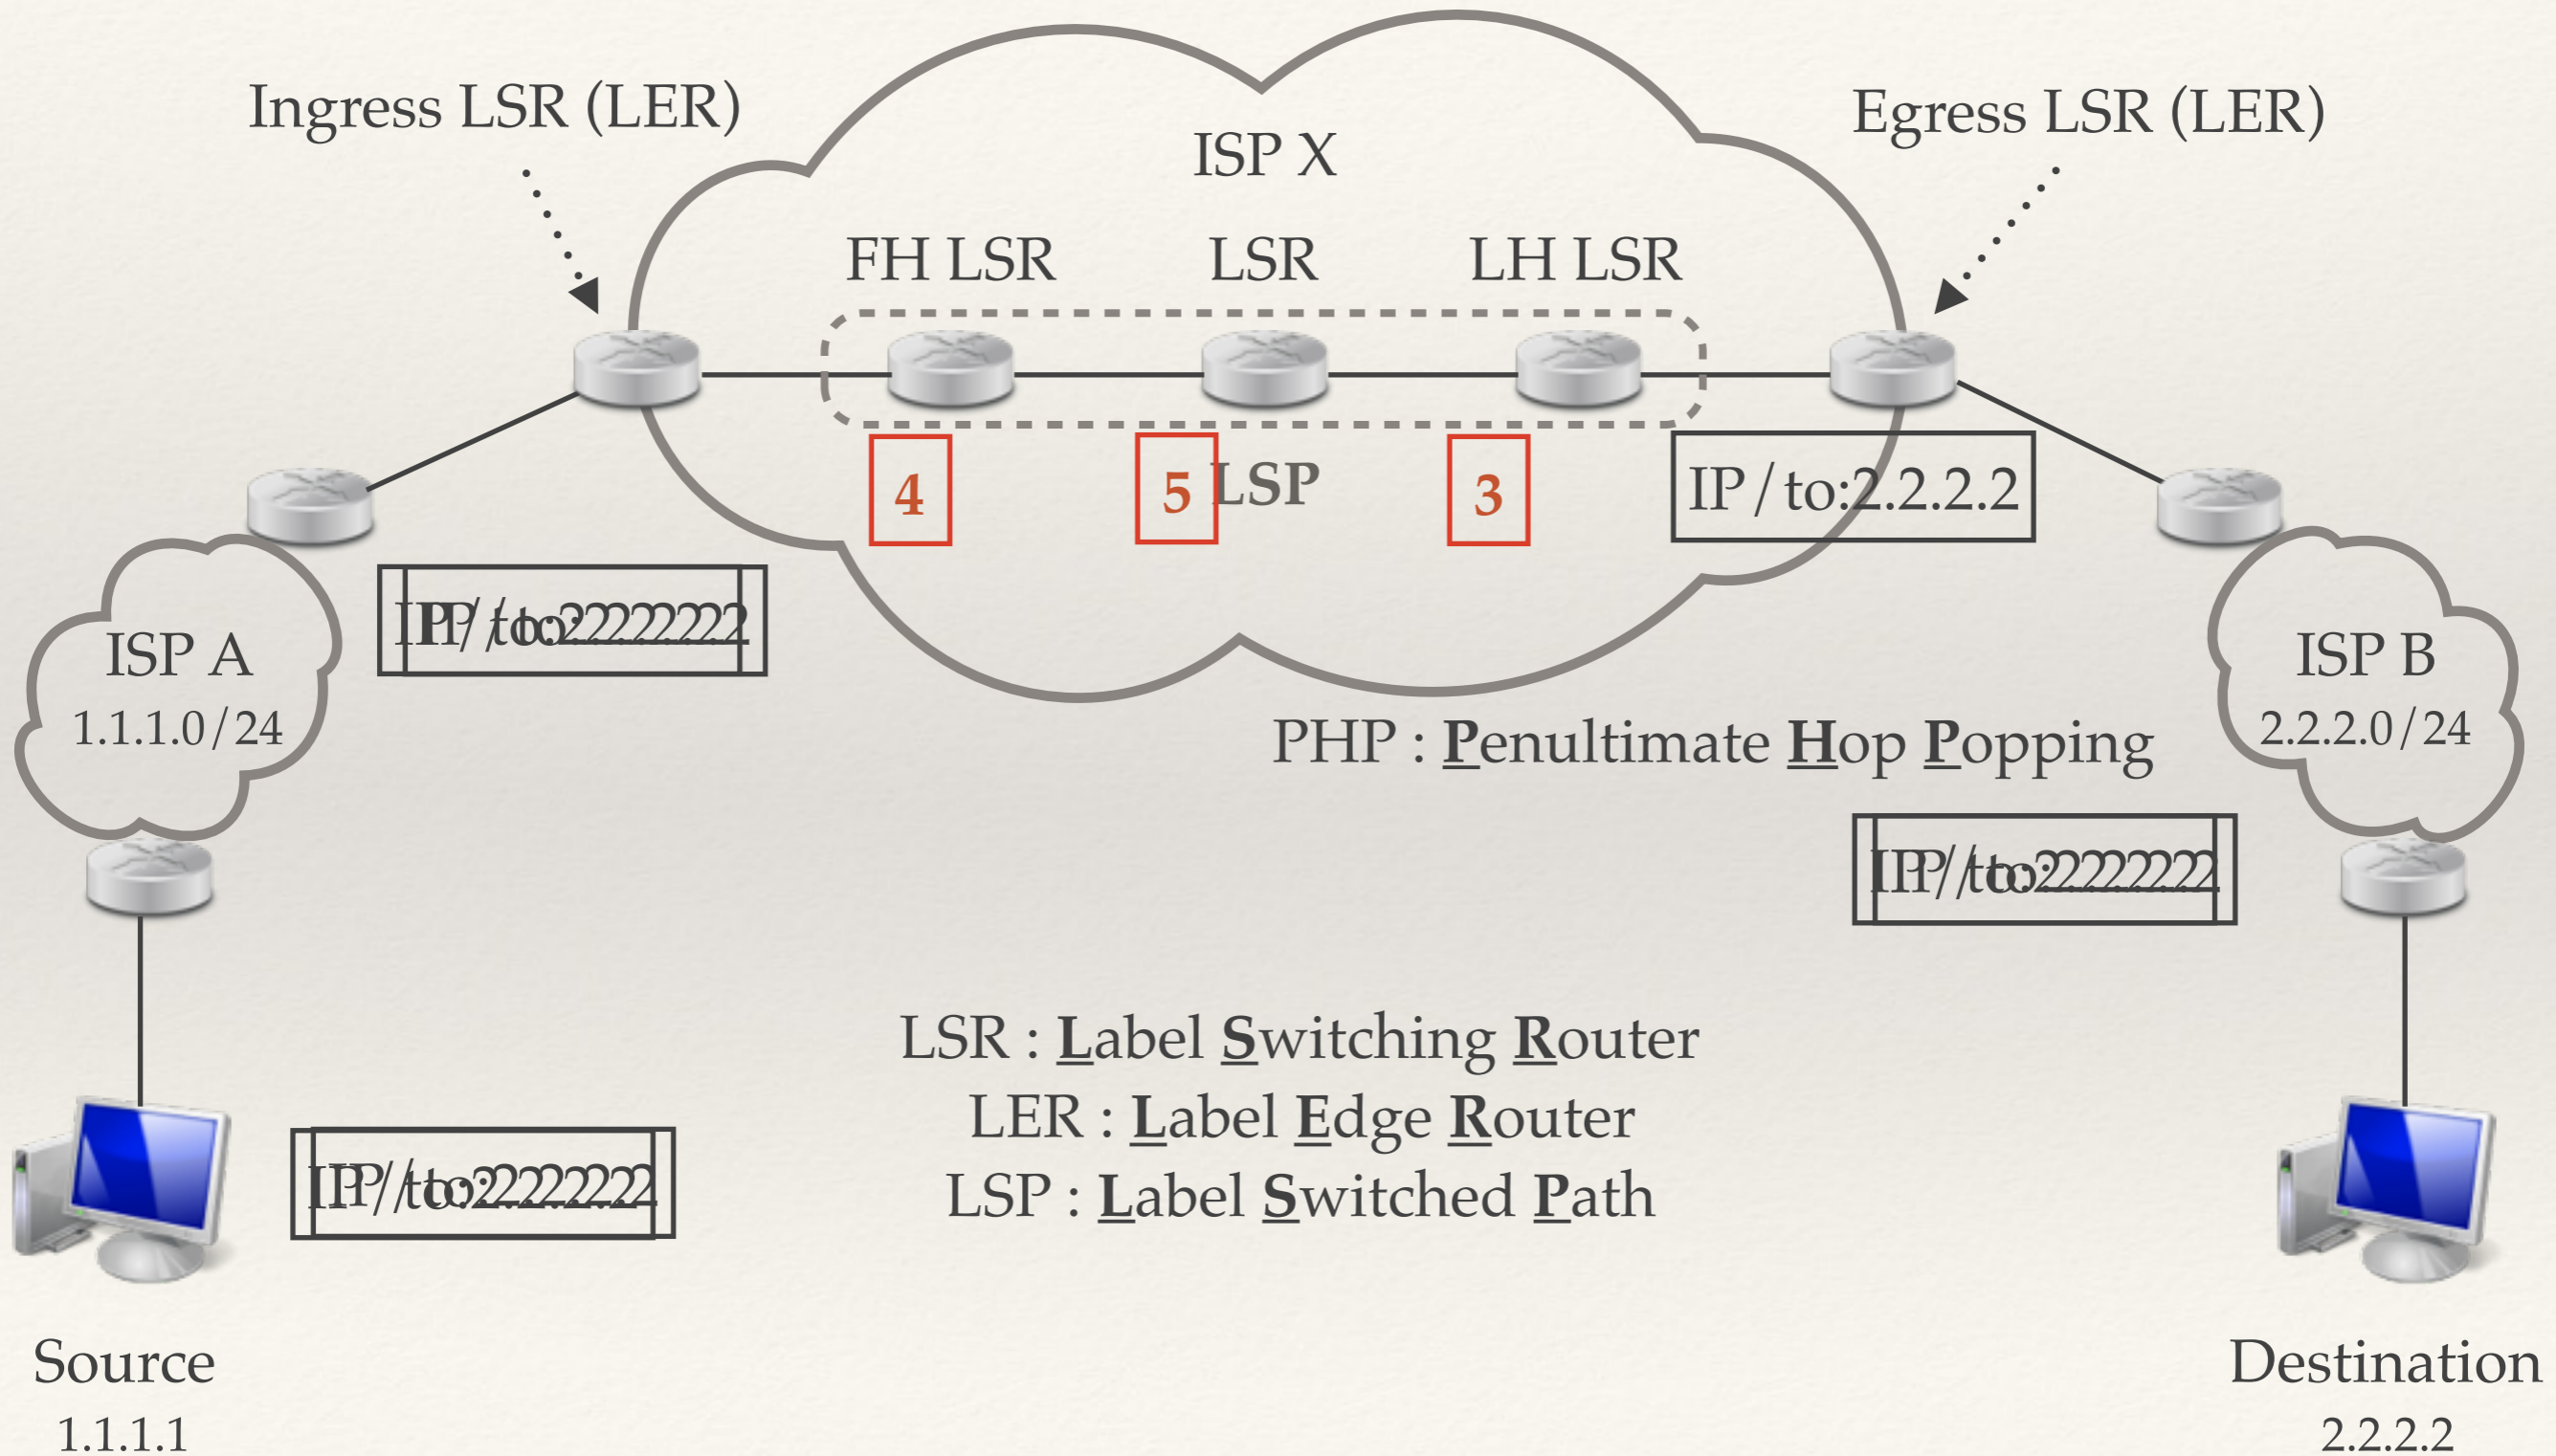 Ingress LSR (LER)
Egress LSR (LER)
ISP X
FH LSR
LSR
LH LSR
4
5
LSP
3
IP/to:2.2.2.2
ISP A
1.1.1.0/24
ISP B
2.2.2.0/24
PHP : Penultimate Hop Popping
LSR : Label Switching Router
LER : Label Edge Router
LSP : Label Switched Path
Source
1.1.1.1
Destination
2.2.2.2